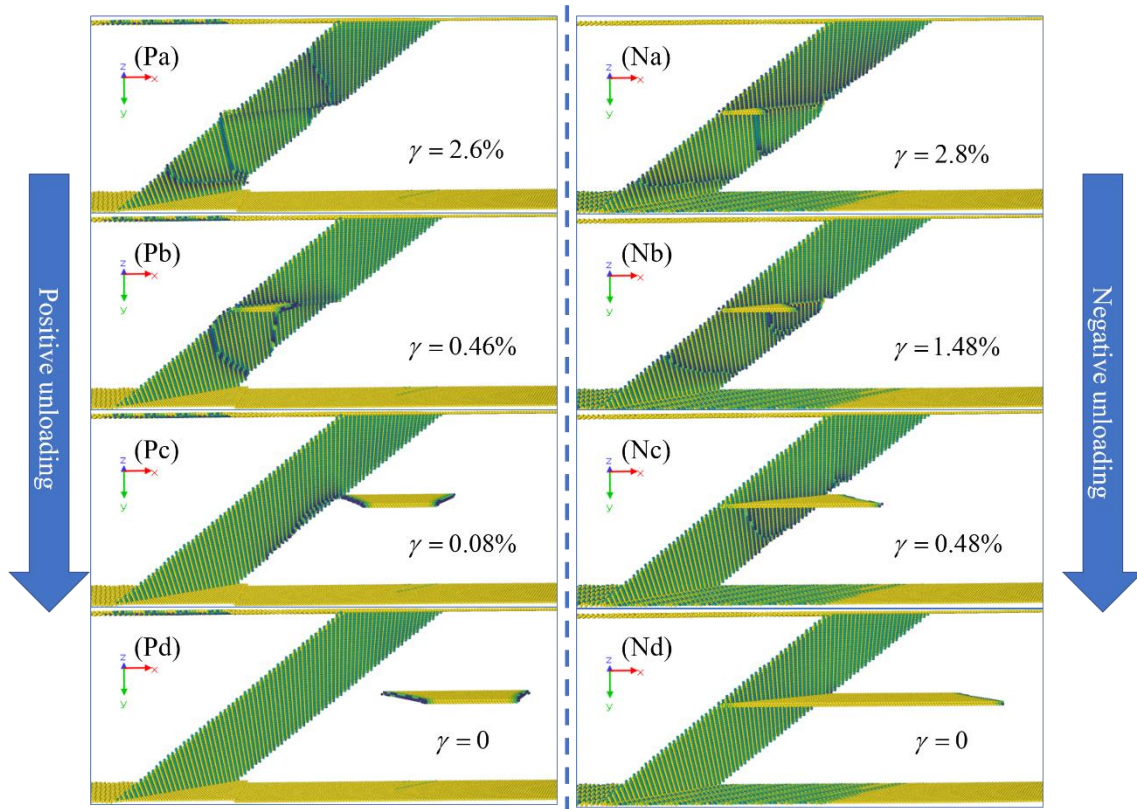 Positive unloading
(Pa)
z
x
y
γ = 2.6%
(Pb)
z
x
y
γ = 0.46%
(Pc)
z
x
y
γ = 0.08%
(Pd)
z
x
y
γ = 0
(Na)
z
x
y
γ = 2.8%
(Nb)
z
x
y
γ = 1.48%
(Nc)
z
x
y
γ = 0.48%
(Nd)
z
x
y
γ = 0
Negative unloading